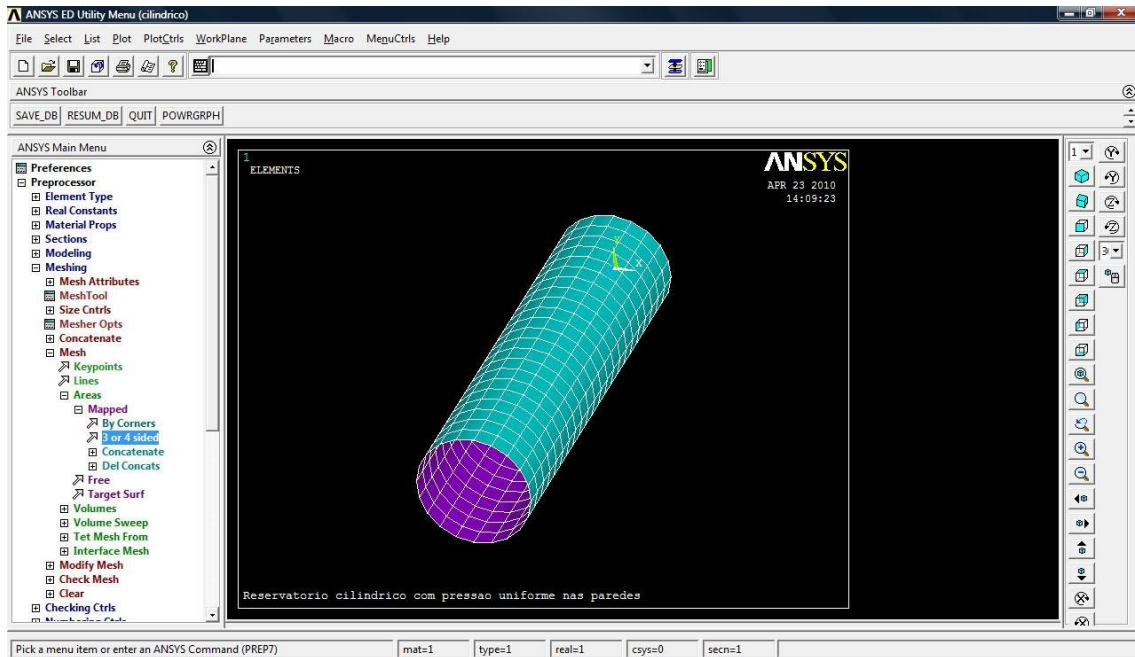 ANSYS ED Utility Menu (cilindrico)
File Select List Plot PlotCtrls WorkPlane Parameters Macro MenuCtrls Help
ANSYS Toolbar
SAVE_DB RESUM_DB QUIT POWRGRPH
ANSYS Main Menu
Preferences
Preprocessor
Element Type
Real Constants
Material Props
Sections
Modeling
Meshing
Mesh Attributes
MeshTool
Size Cntrls
Mesher Opts
Concatenate
Mesh
Keypoints
Lines
Areas
Mapped
By Corners
3 or 4 sided
Concatenate
Del Concats
Free
Target Surf
Volumes
Volume Sweep
Tet Mesh From
Interface Mesh
Modify Mesh
Check Mesh
Clear
Checking Ctrls
Numbering Ctrls
1
ELEMENTS
ANSYS
APR 23 2010
14:09:23
Y
X
Reservatorio cilindrico com pressao uniforme nas paredes
1
Pick a menu item or enter an ANSYS Command (PREP7)
mat=1 type=1 real=1 csys=0 secn=1